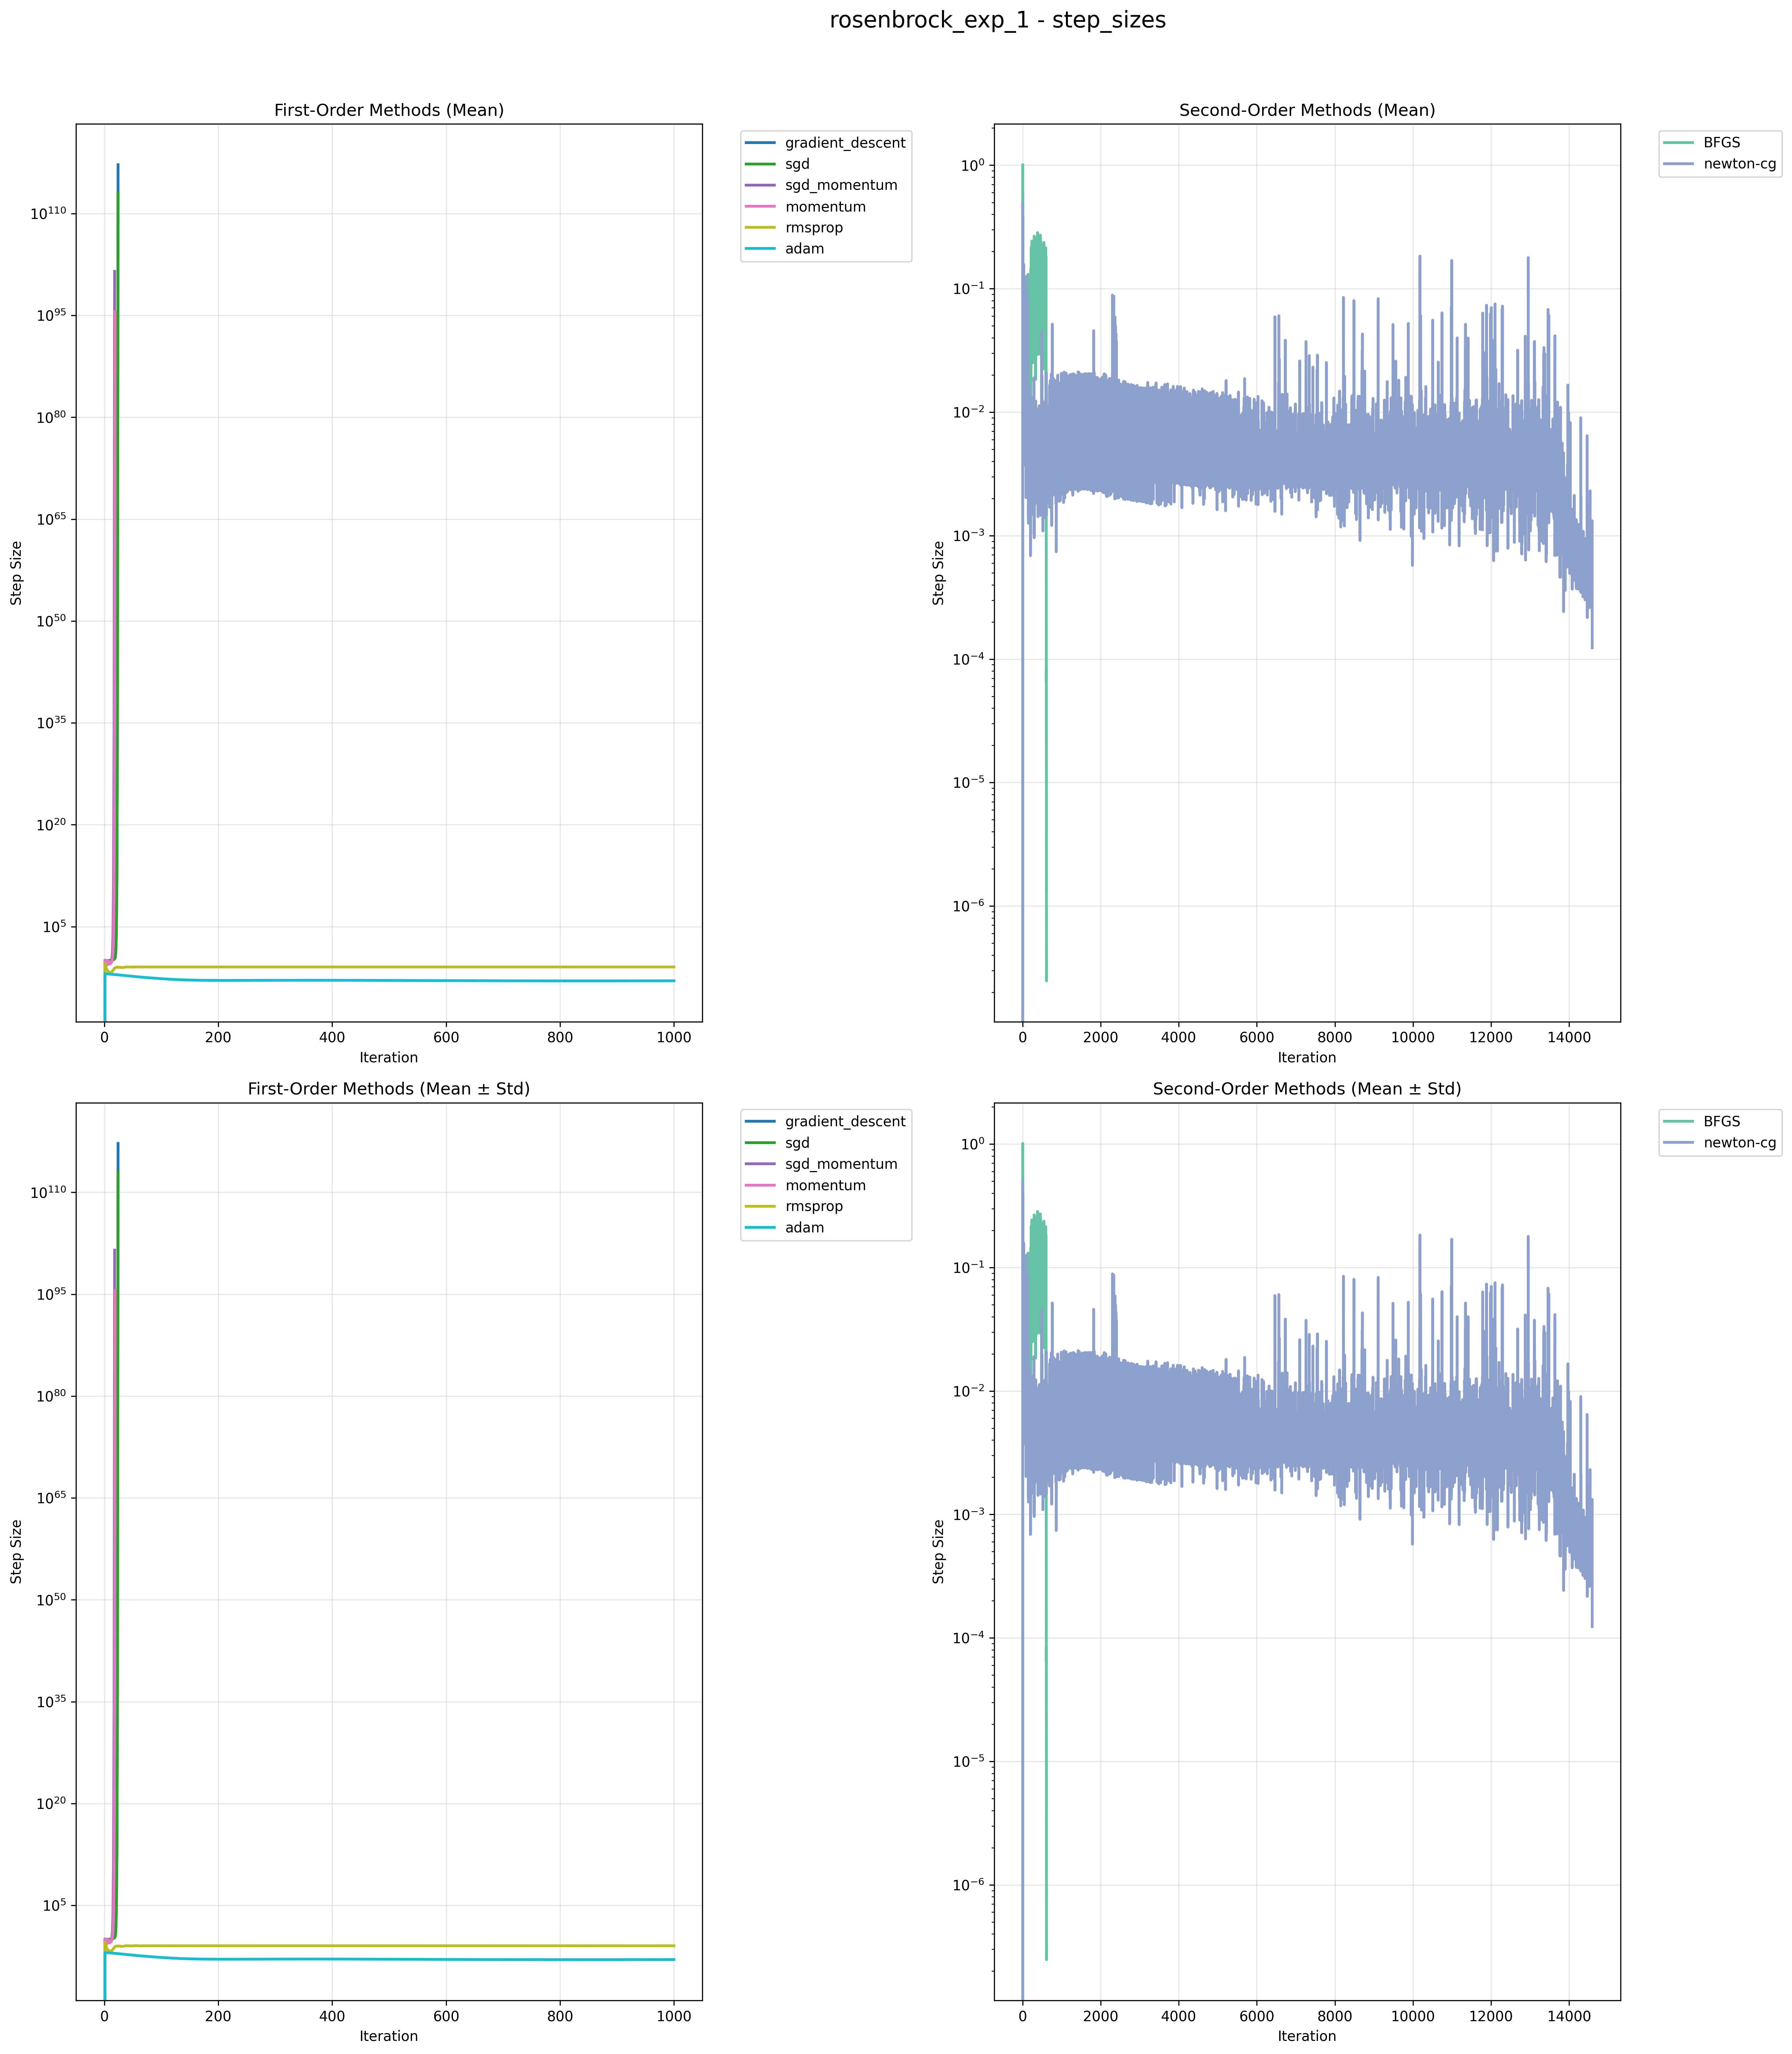 rosenbrock_exp_1 - step_sizes
First-Order Methods (Mean)
Step Size
10^110
10^95
10^80
10^65
10^50
10^35
10^20
10^5
0 200 400 600 800 1000
Iteration
gradient_descent
sgd
sgd_momentum
momentum
rmsprop
adam
Second-Order Methods (Mean)
Step Size
10^0
10^−1
10^−2
10^−3
10^−4
10^−5
10^−6
0 2000 4000 6000 8000 10000 12000 14000
Iteration
BFGS
newton-cg
First-Order Methods (Mean ± Std)
Step Size
10^110
10^95
10^80
10^65
10^50
10^35
10^20
10^5
0 200 400 600 800 1000
Iteration
gradient_descent
sgd
sgd_momentum
momentum
rmsprop
adam
Second-Order Methods (Mean ± Std)
Step Size
10^0
10^−1
10^−2
10^−3
10^−4
10^−5
10^−6
0 2000 4000 6000 8000 10000 12000 14000
Iteration
BFGS
newton-cg